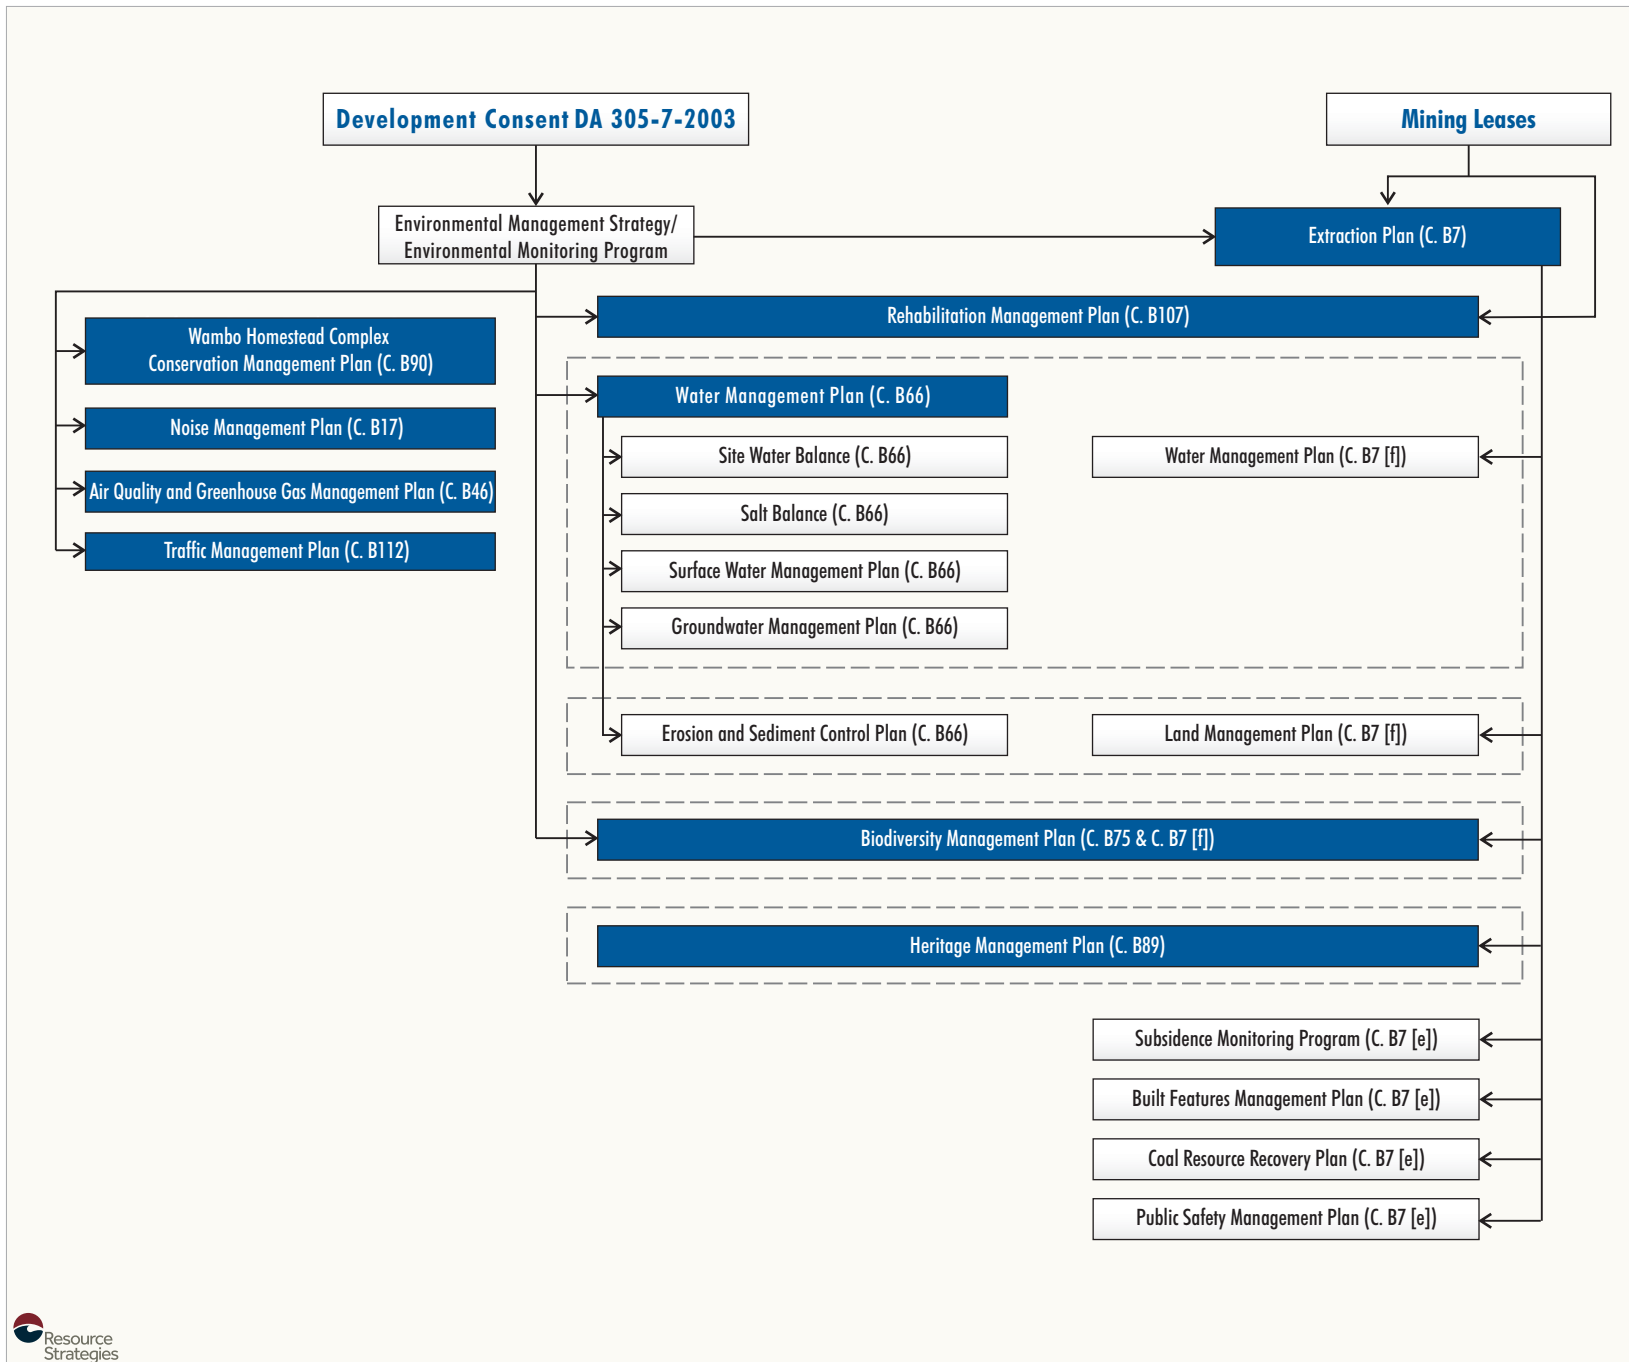 Development Consent DA 305-7-2003
Mining Leases
Environmental Management Strategy/
Environmental Monitoring Program
Extraction Plan (C. B7)
Rehabilitation Management Plan (C. B107)
Wambo Homestead Complex
Conservation Management Plan (C. B90)
Noise Management Plan (C. B17)
Air Quality and Greenhouse Gas Management Plan (C. B46)
Traffic Management Plan (C. B112)
Water Management Plan (C. B66)
Site Water Balance (C. B66)
Water Management Plan (C. B7 [f])
Salt Balance (C. B66)
Surface Water Management Plan (C. B66)
Groundwater Management Plan (C. B66)
Erosion and Sediment Control Plan (C. B66)
Land Management Plan (C. B7 [f])
Biodiversity Management Plan (C. B75 & C. B7 [f])
Heritage Management Plan (C. B89)
Subsidence Monitoring Program (C. B7 [e])
Built Features Management Plan (C. B7 [e])
Coal Resource Recovery Plan (C. B7 [e])
Public Safety Management Plan (C. B7 [e])
Resource
Strategies